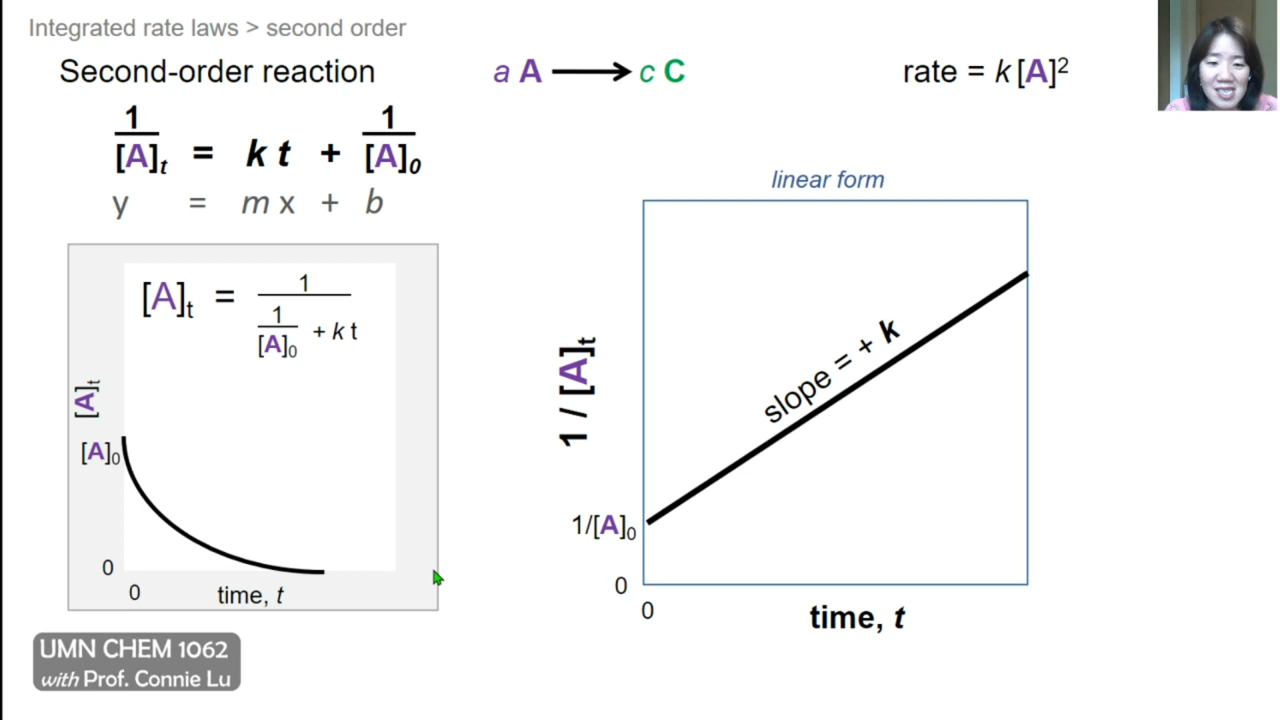 Integrated rate laws > second order
Second-order reaction
a A ⟶ c C
rate = k [A]²
1/[A]ₜ = k t + 1/[A]₀
y = m x + b
[A]ₜ = 1/(1/[A]₀ + k t)
[A]ₜ
[A]₀
0
0
time, t
linear form
1 / [A]ₜ
slope = + k
1/[A]₀
0
0
time, t
UMN CHEM 1062
with Prof. Connie Lu